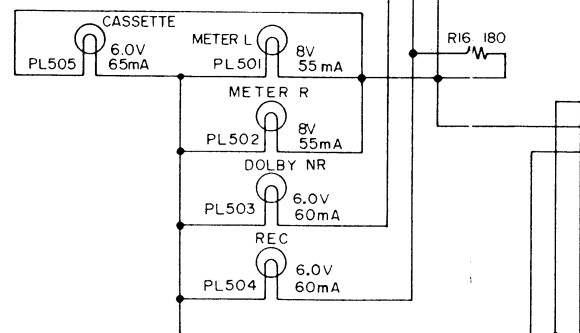 CASSETTE
PL505
6.0V
65mA
METER L
PL501
8V
55mA
R16 180
METER R
PL502
8V
55mA
DOLBY NR
PL503
6.0V
60mA
REC
PL504
6.0V
60mA